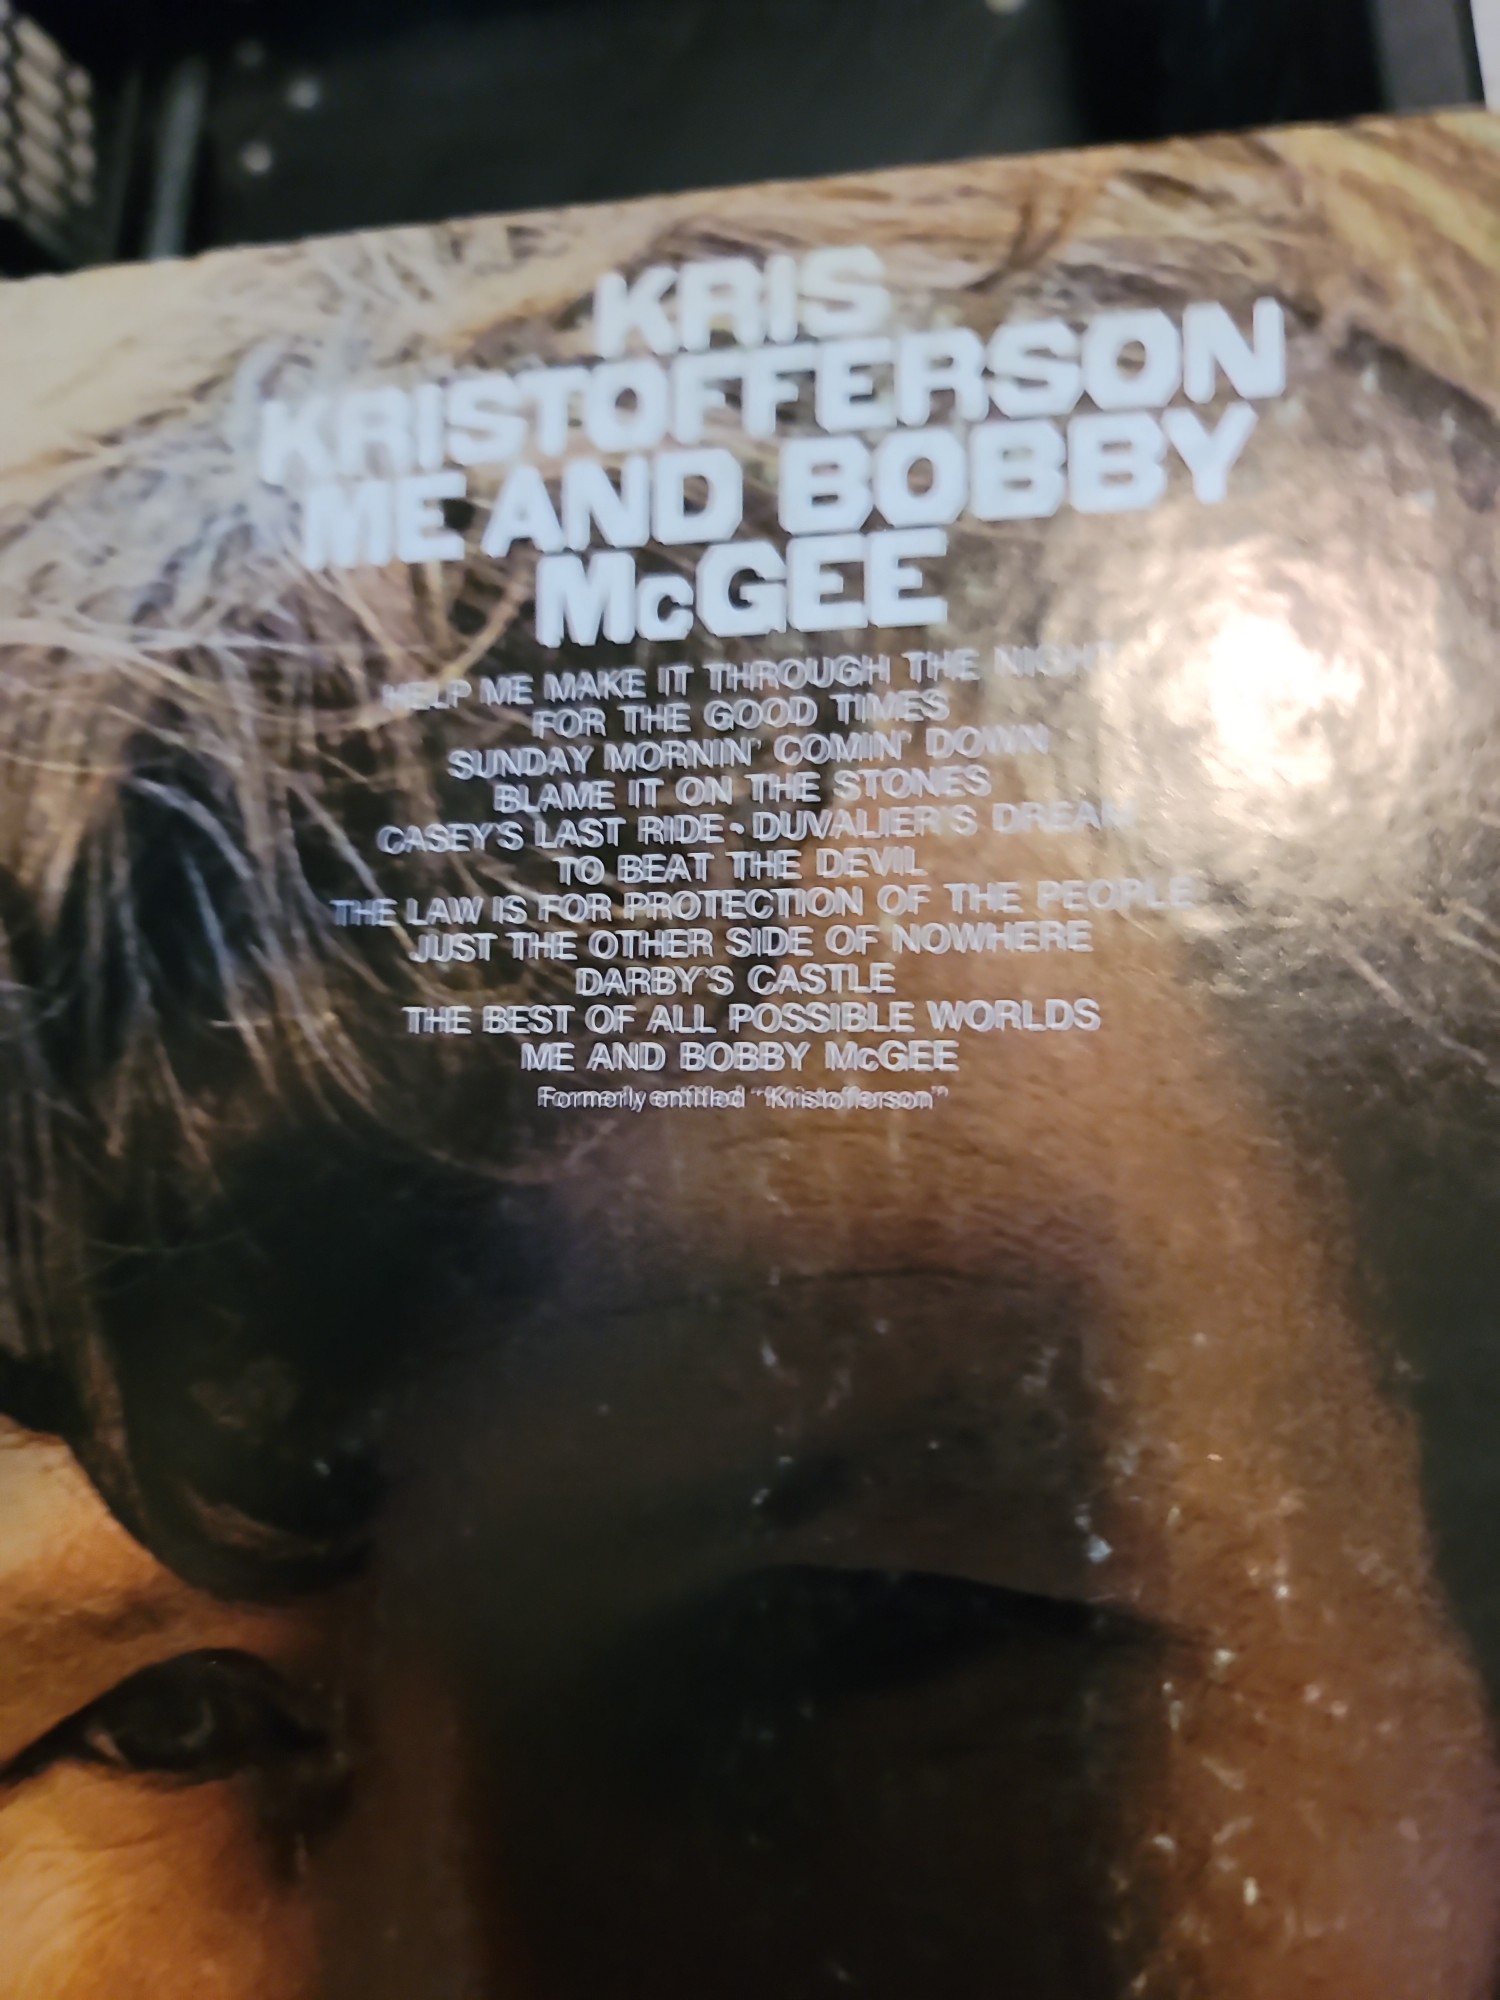 KRIS
KRISTOFFERSON
ME AND BOBBY
McGEE
HELP ME MAKE IT THROUGH THE NIGHT
FOR THE GOOD TIMES
SUNDAY MORNIN' COMIN' DOWN
BLAME IT ON THE STONES
CASEY'S LAST RIDE • DUVALIER'S DREAM
TO BEAT THE DEVIL
THE LAW IS FOR PROTECTION OF THE PEOPLE
JUST THE OTHER SIDE OF NOWHERE
DARBY'S CASTLE
THE BEST OF ALL POSSIBLE WORLDS
ME AND BOBBY McGEE
Formerly entitled "Kristofferson"